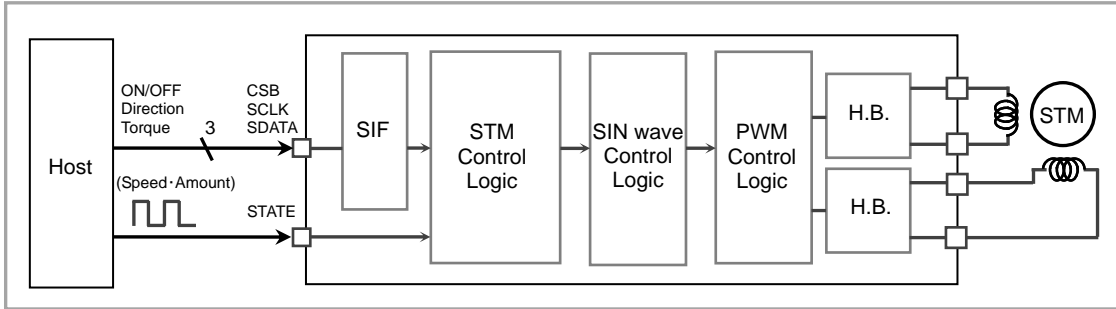 Host
ON/OFF
Direction
Torque
3
CSB
SCLK
SDATA
(Speed・Amount)
STATE
SIF
STM
Control
Logic
SIN wave
Control
Logic
PWM
Control
Logic
H.B.
H.B.
STM